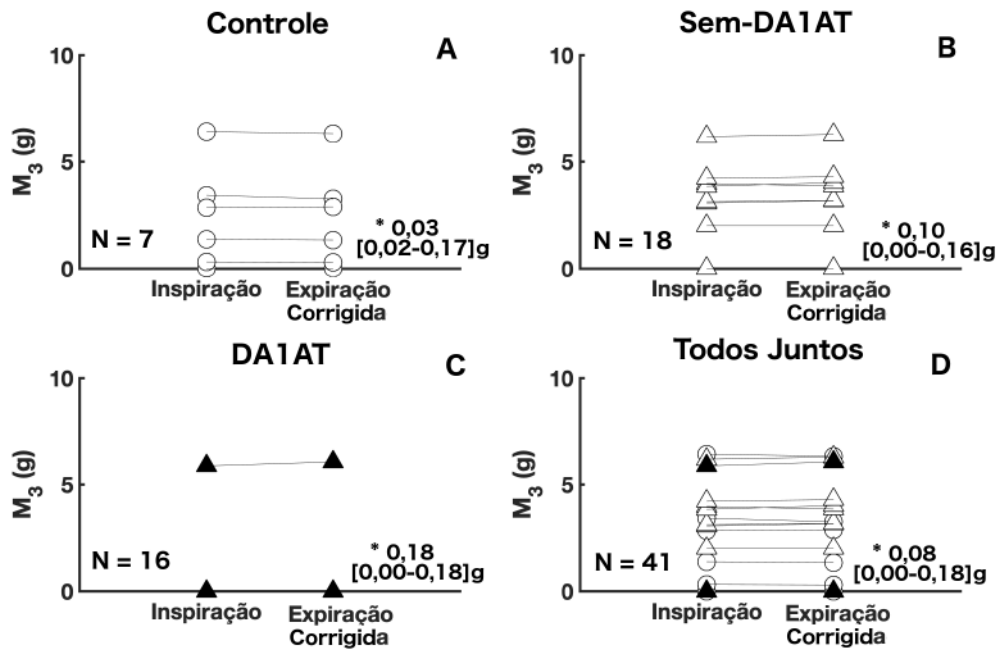 Controle
A
10
5
0
M3 (g)
N = 7
* 0,03
[0,02-0,17]g
Inspiração
Expiração
Corrigida
Sem-DA1AT
B
10
5
0
M3 (g)
N = 18
* 0,10
[0,00-0,16]g
Inspiração
Expiração
Corrigida
DA1AT
C
10
5
0
M3 (g)
N = 16
* 0,18
[0,00-0,18]g
Inspiração
Expiração
Corrigida
Todos Juntos
D
10
5
0
M3 (g)
N = 41
* 0,08
[0,00-0,18]g
Inspiração
Expiração
Corrigida